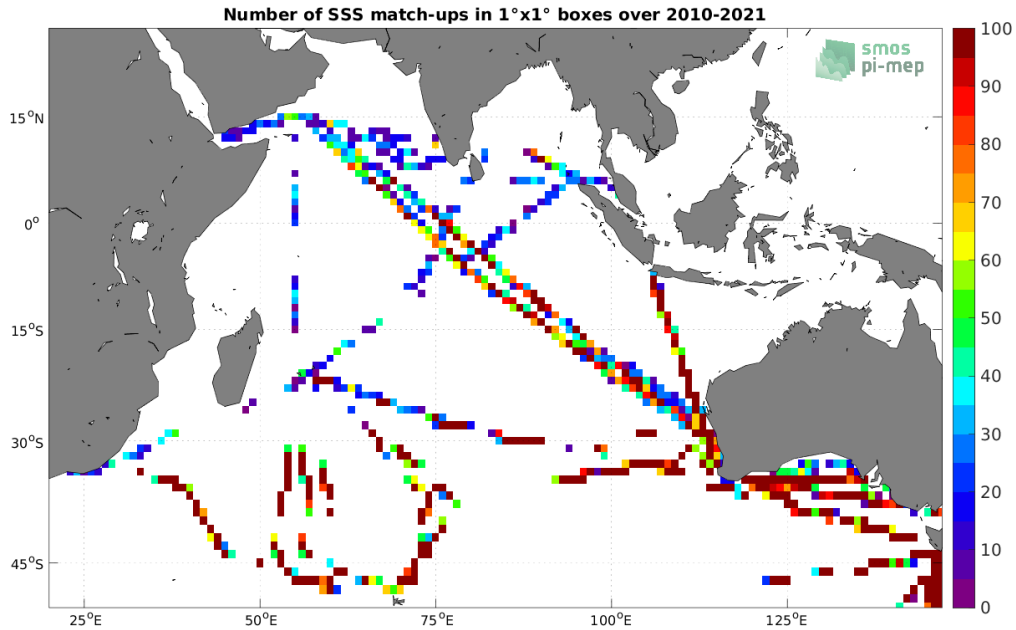 Number of SSS match-ups in 1°x1° boxes over 2010-2021
smos
pi-mep
100
90
80
70
60
50
40
30
20
10
0
15°N
0°
15°S
30°S
45°S
25°E
50°E
75°E
100°E
125°E